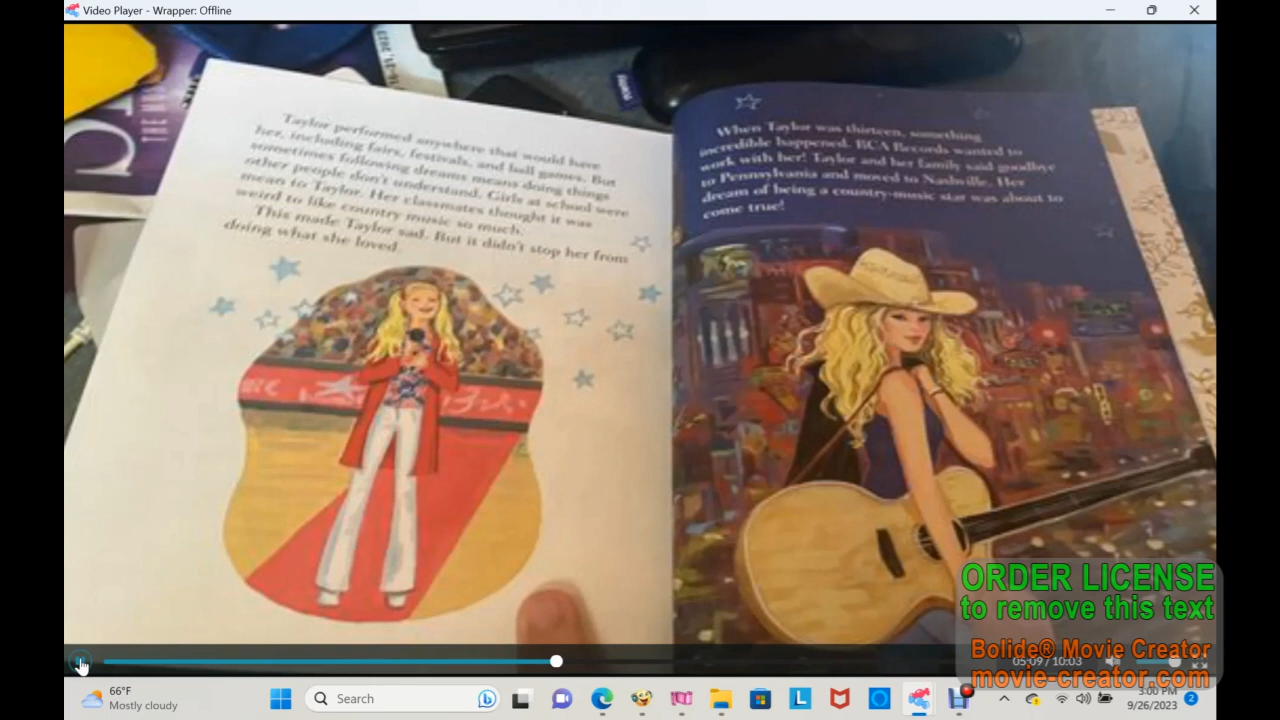 Video Player - Wrapper: Offline
Taylor performed anywhere that would have
her, including fairs, festivals, and ball games. But
sometimes following dreams means doing things
other people don't understand. Girls at school were
mean to Taylor. Her classmates thought it was
weird to like country music so much.
This made Taylor sad. But it didn't stop her from
doing what she loved.
When Taylor was thirteen, something
incredible happened. RCA Records wanted to
work with her! Taylor and her family said goodbye
to Pennsylvania and moved to Nashville. Her
dream of being a country-music star was about to
come true!
ORDER LICENSE
to remove this text
Bolide® Movie Creator
movie-creator.com
05:09 / 10:03
66°F
Mostly cloudy
Search
3:00 PM
9/26/2023
2